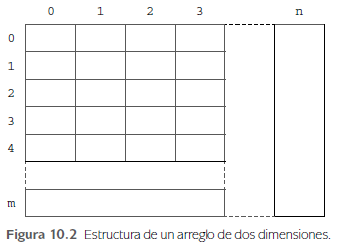 0 1 2 3 n
0
1
2
3
4
m
Figura 10.2 Estructura de un arreglo de dos dimensiones.